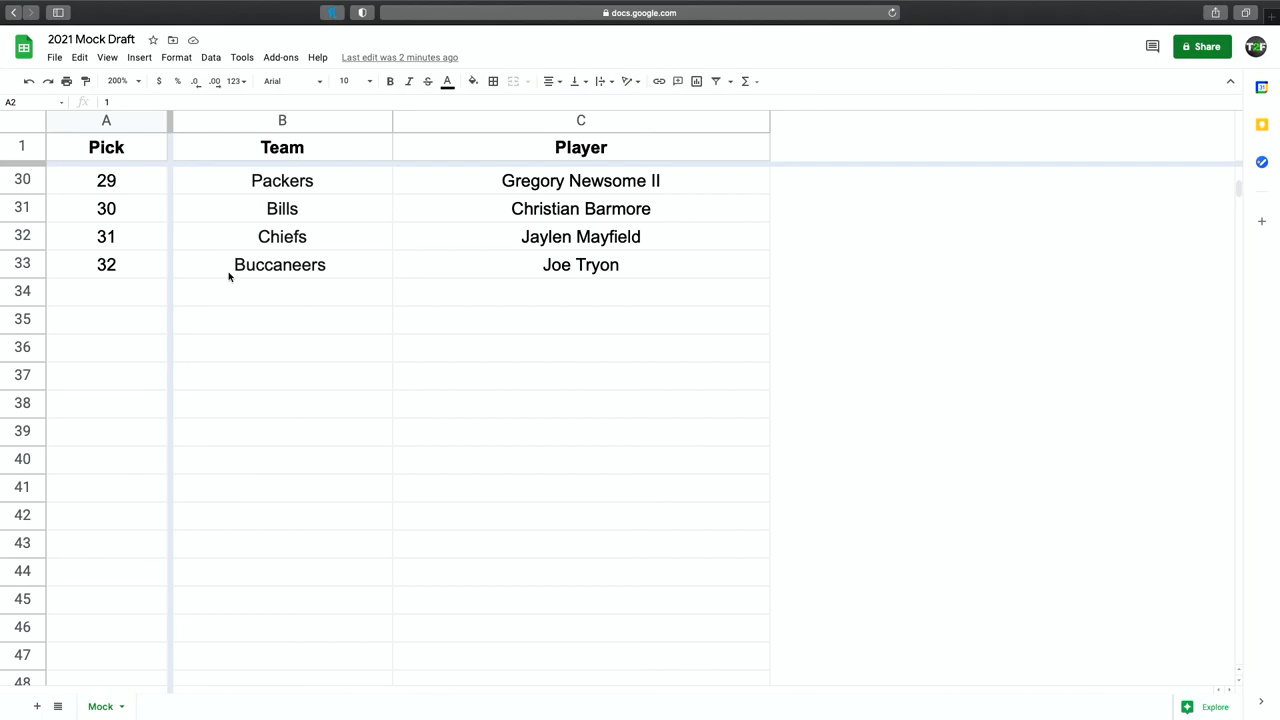 docs.google.com
2021 Mock Draft
File Edit View Insert Format Data Tools Add-ons Help Last edit was 2 minutes ago
Share
T2F
200% $ % .0 .00 123 Arial 10 B I S A
A2 fx 1
A B C
1 Pick Team Player
30 29 Packers Gregory Newsome II
31 30 Bills Christian Barmore
32 31 Chiefs Jaylen Mayfield
33 32 Buccaneers Joe Tryon
34
35
36
37
38
39
40
41
42
43
44
45
46
47
48
Mock
Explore